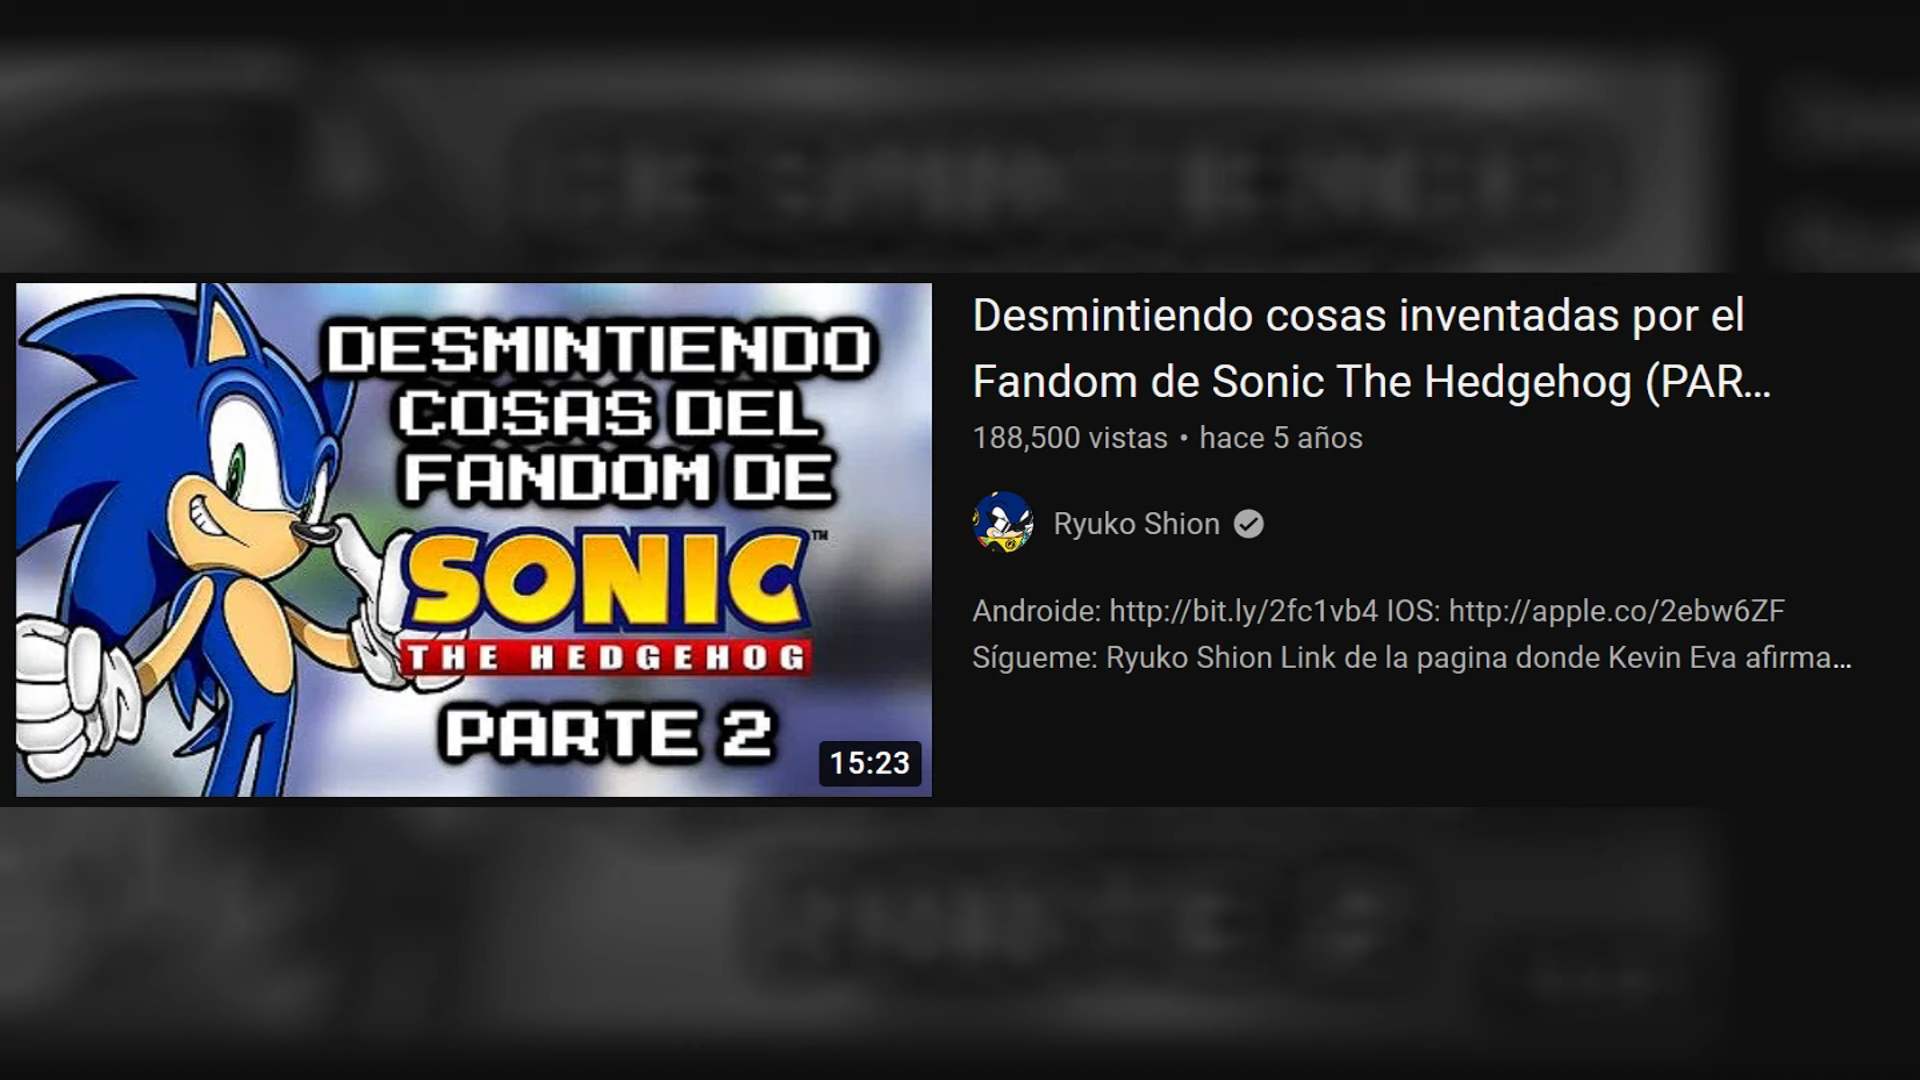 DESMINTIENDO
COSAS DEL
FANDOM DE
SONIC™
THE HEDGEHOG
PARTE 2
15:23
Desmintiendo cosas inventadas por el
Fandom de Sonic The Hedgehog (PAR...
188,500 vistas • hace 5 años
Ryuko Shion
Androide: http://bit.ly/2fc1vb4 IOS: http://apple.co/2ebw6ZF
Sígueme: Ryuko Shion Link de la pagina donde Kevin Eva afirma...